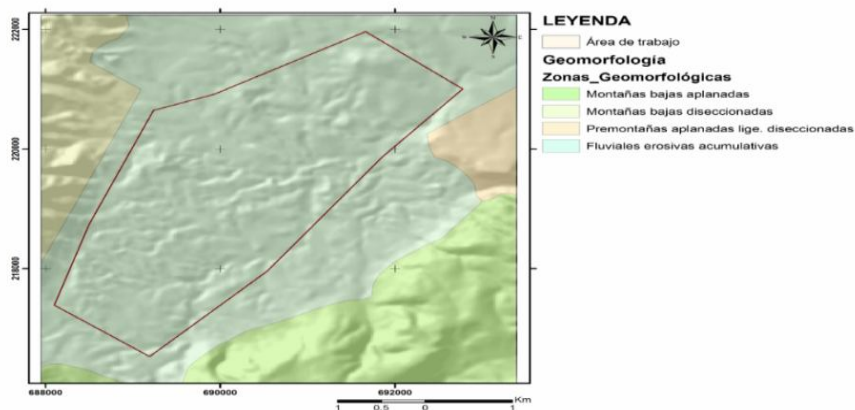 LEYENDA
Área de trabajo
Geomorfología
Zonas_Geomorfológicas
Montañas bajas aplanadas
Montañas bajas diseccionadas
Premontañas aplanadas lige. diseccionadas
Fluviales erosivas acumulativas
222000
220000
218000
688000 690000 692000
1 0.5 0 1 Km